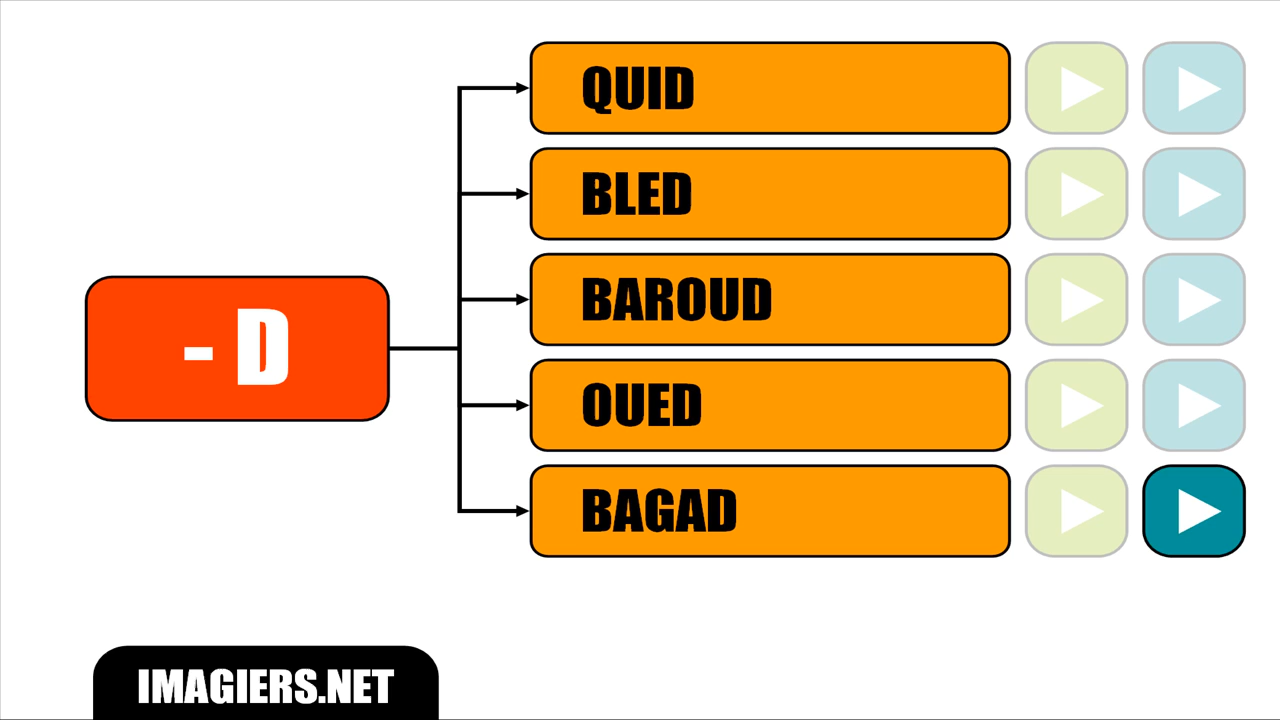 QUID
BLED
BAROUD
- D
OUED
BAGAD
IMAGIERS.NET